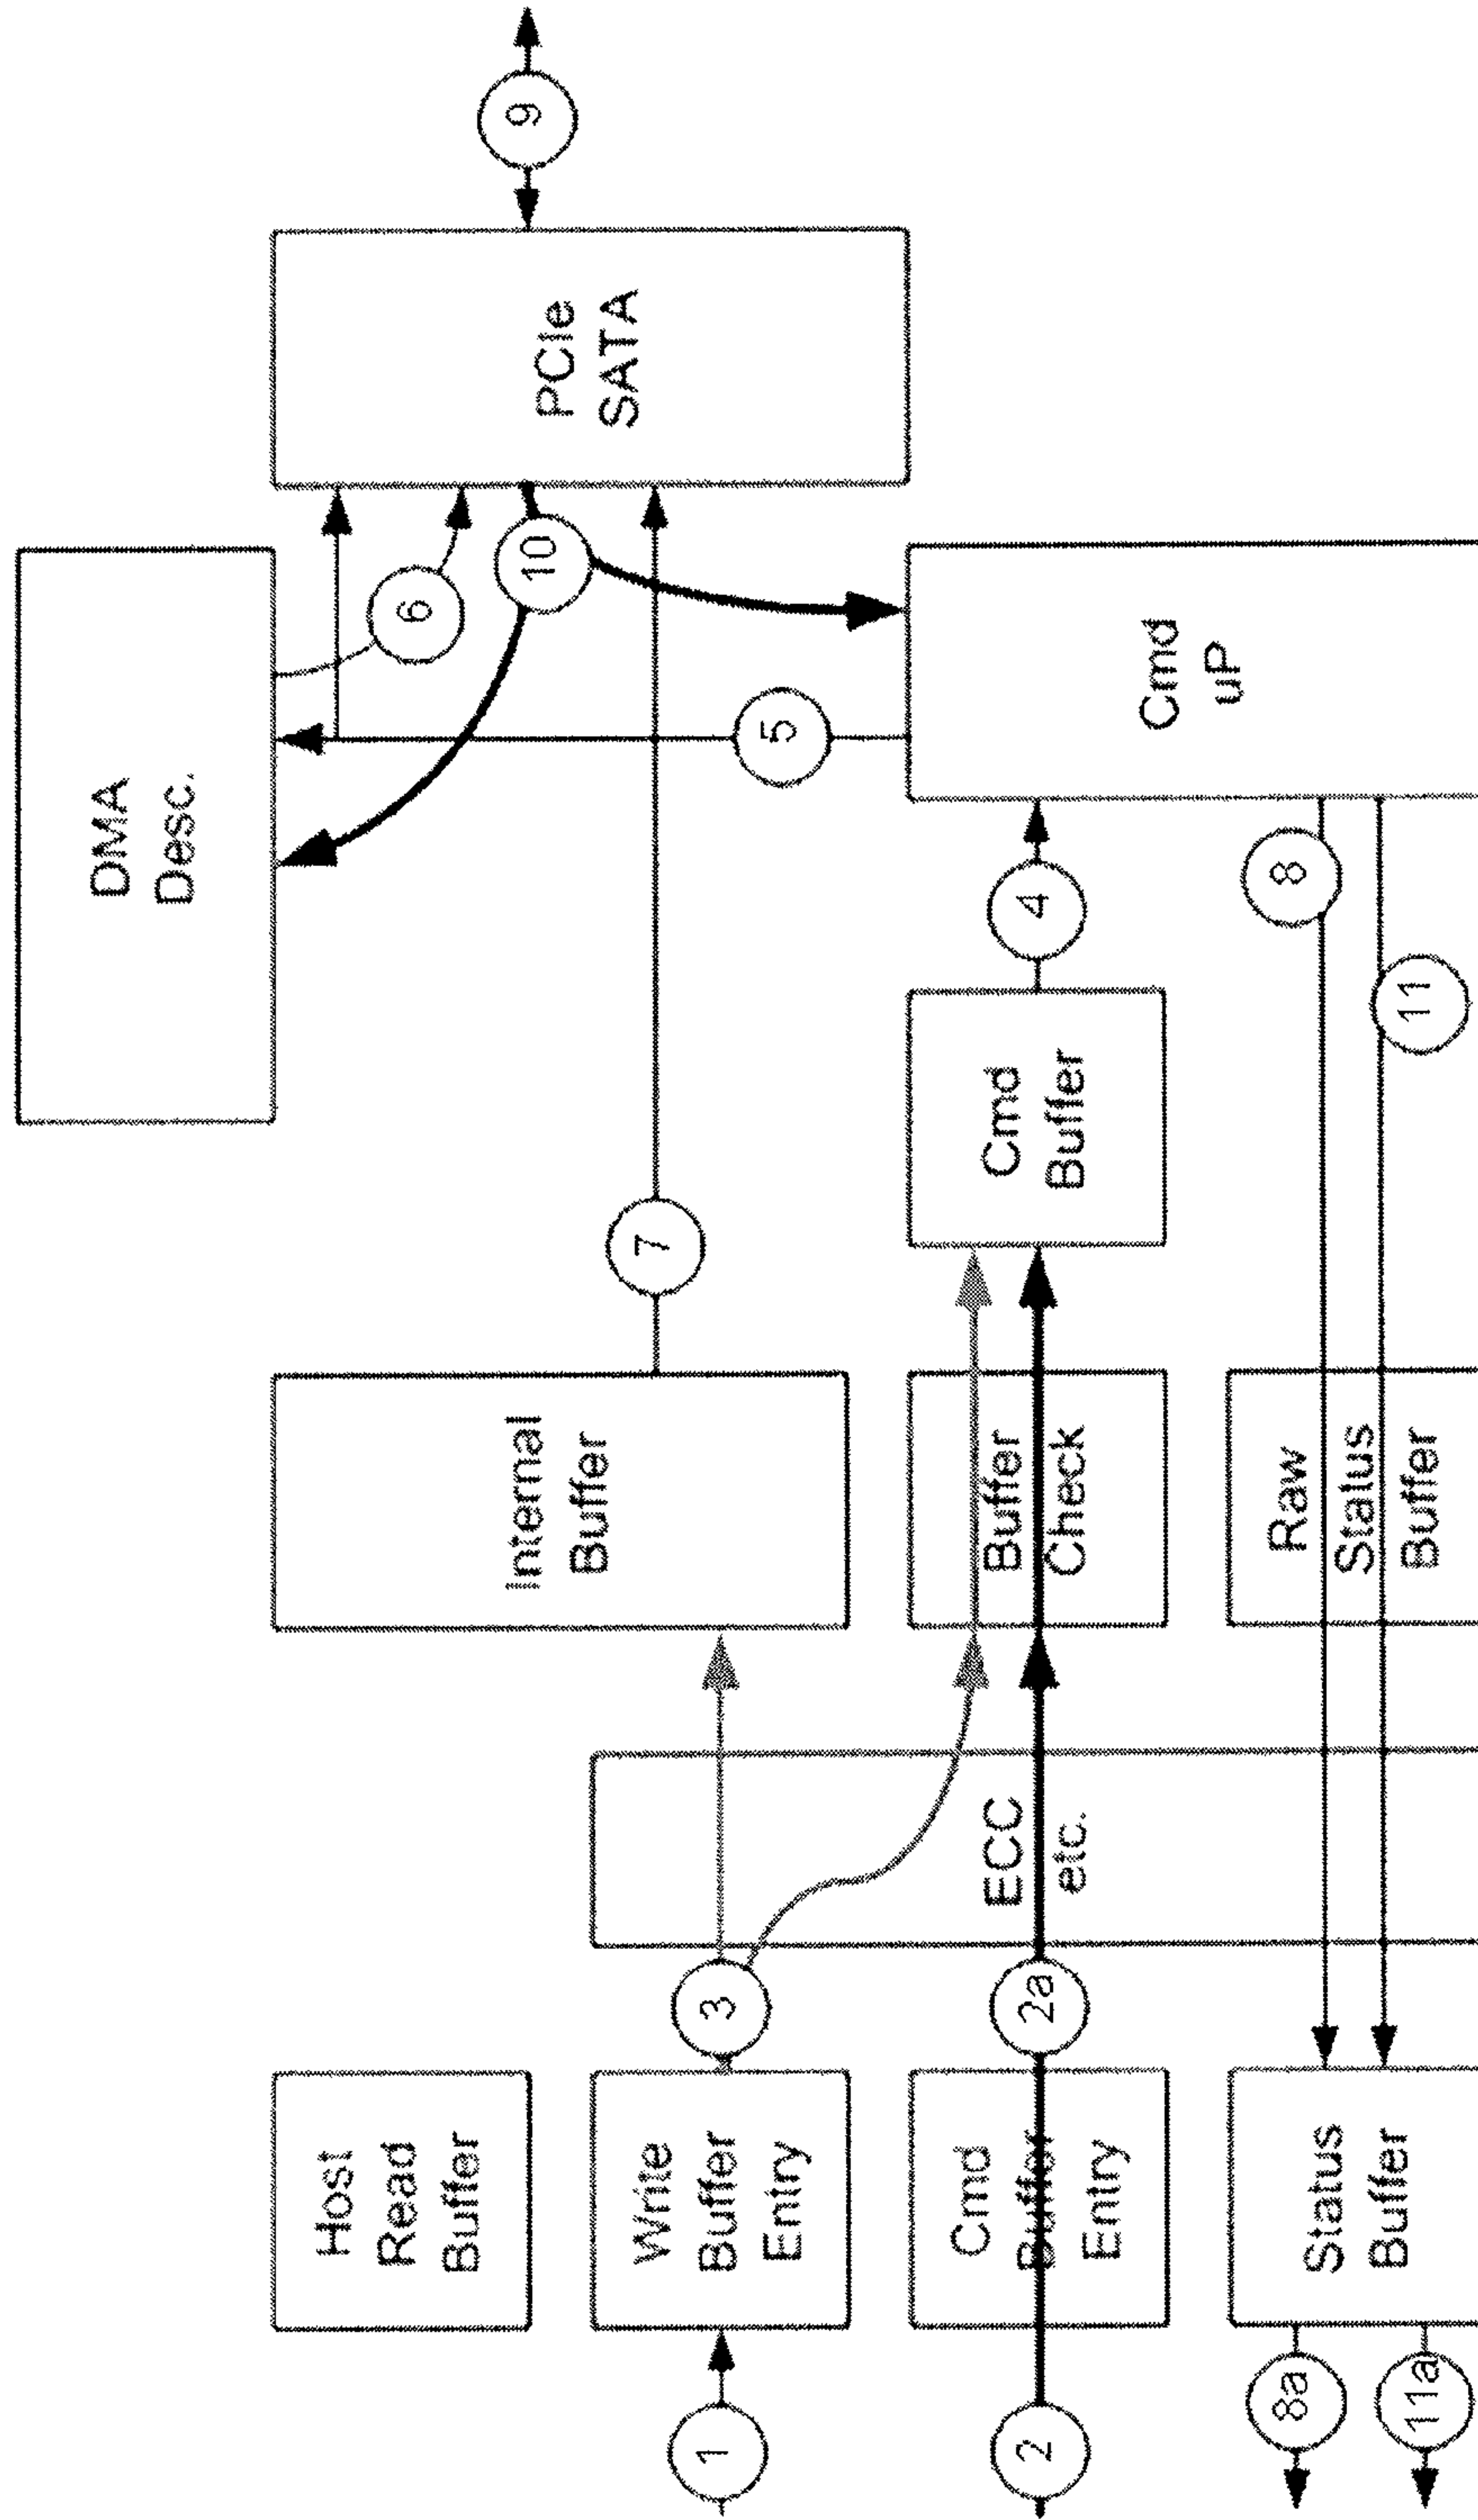 DMA
Desc.
9
PCIe
SATA
6
10
5
Cmd
uP
7
4
8
11
Internal
Buffer
Cmd
Buffer
Buffer
Check
Raw
Status
Buffer
3
ECC
etc.
2a
Host
Read
Buffer
Write
Buffer
Entry
Cmd
Buffer
Entry
Status
Buffer
1
2
8a
11a